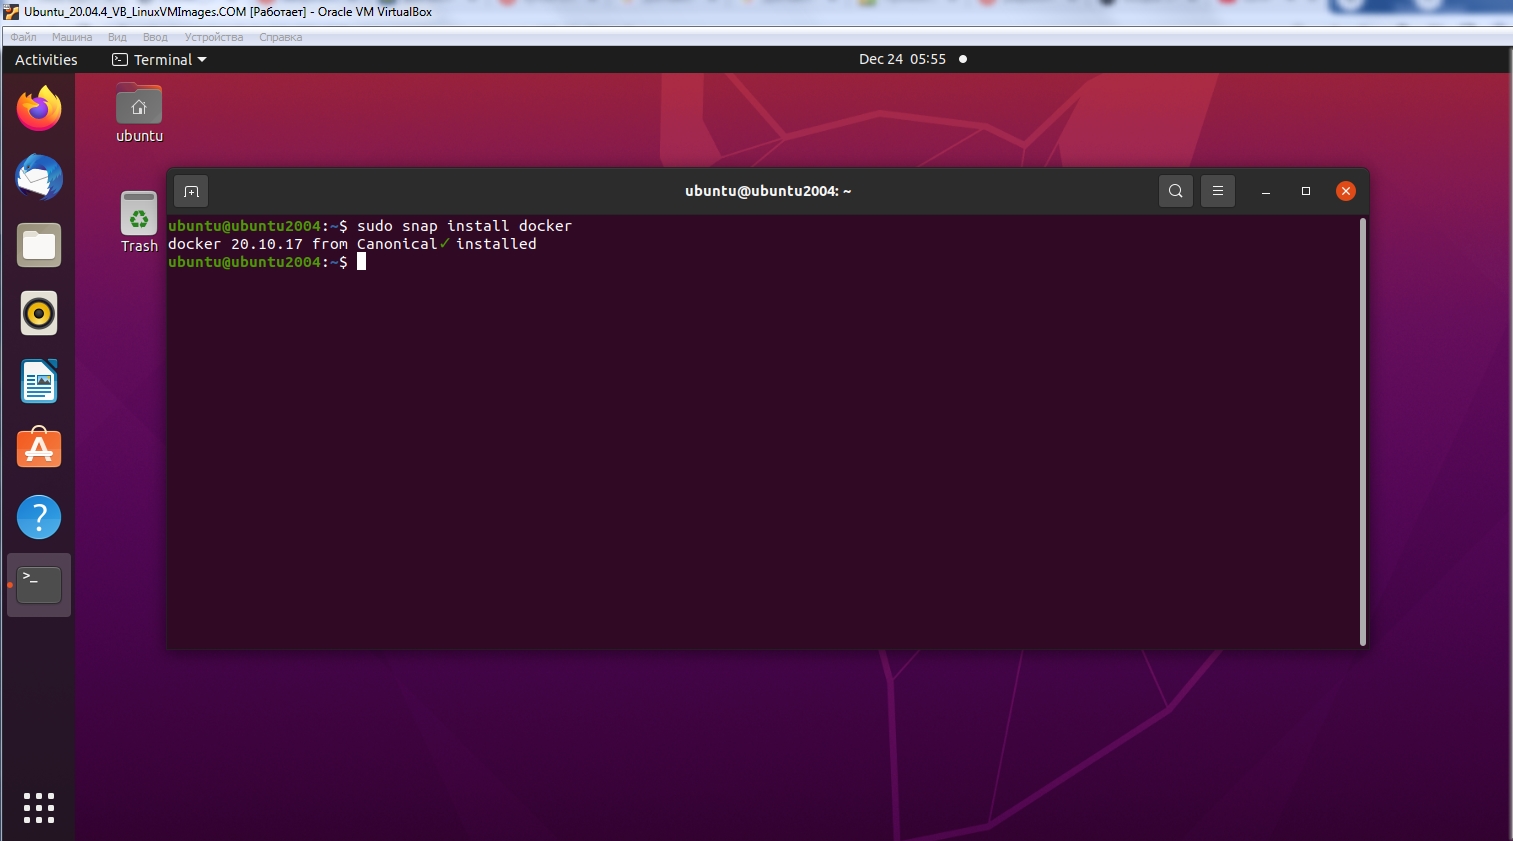 Ubuntu_20.04.4_VB_LinuxVMImages.COM [Работает] - Oracle VM VirtualBox
Файл Машина Вид Ввод Устройства Справка
Activities Terminal Dec 24 05:55
ubuntu
Trash
ubuntu@ubuntu2004: ~
ubuntu@ubuntu2004:~$ sudo snap install docker
docker 20.10.17 from Canonical✓ installed
ubuntu@ubuntu2004:~$